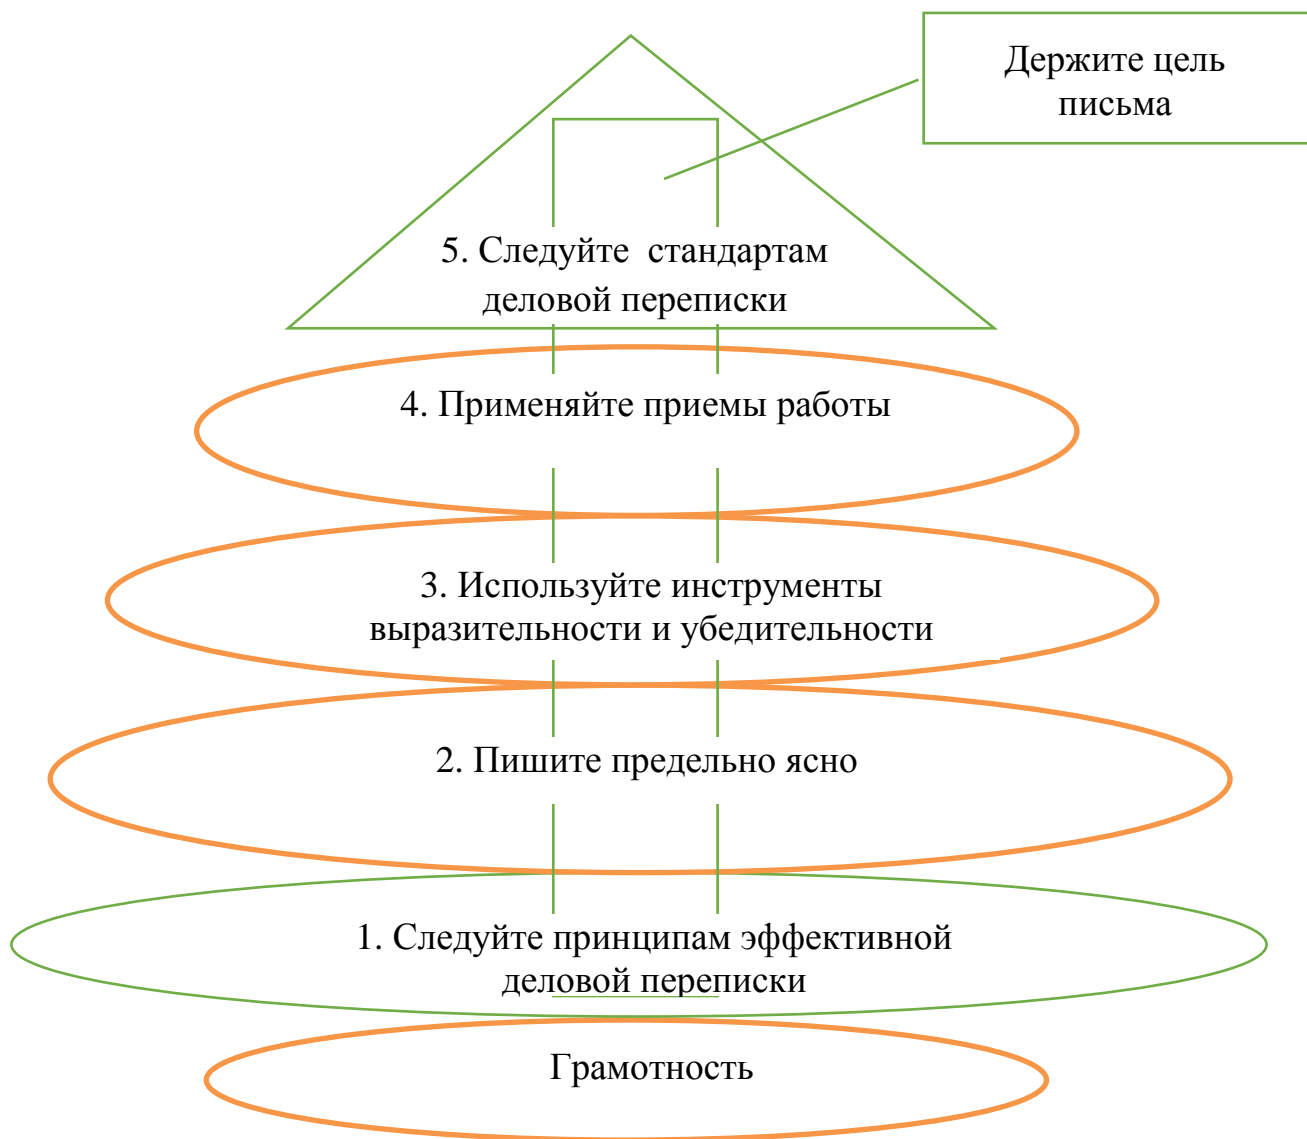 Держите цель
письма
5. Следуйте стандартам
деловой переписки
4. Применяйте приемы работы
3. Используйте инструменты
выразительности и убедительности
2. Пишите предельно ясно
1. Следуйте принципам эффективной
деловой переписки
Грамотность